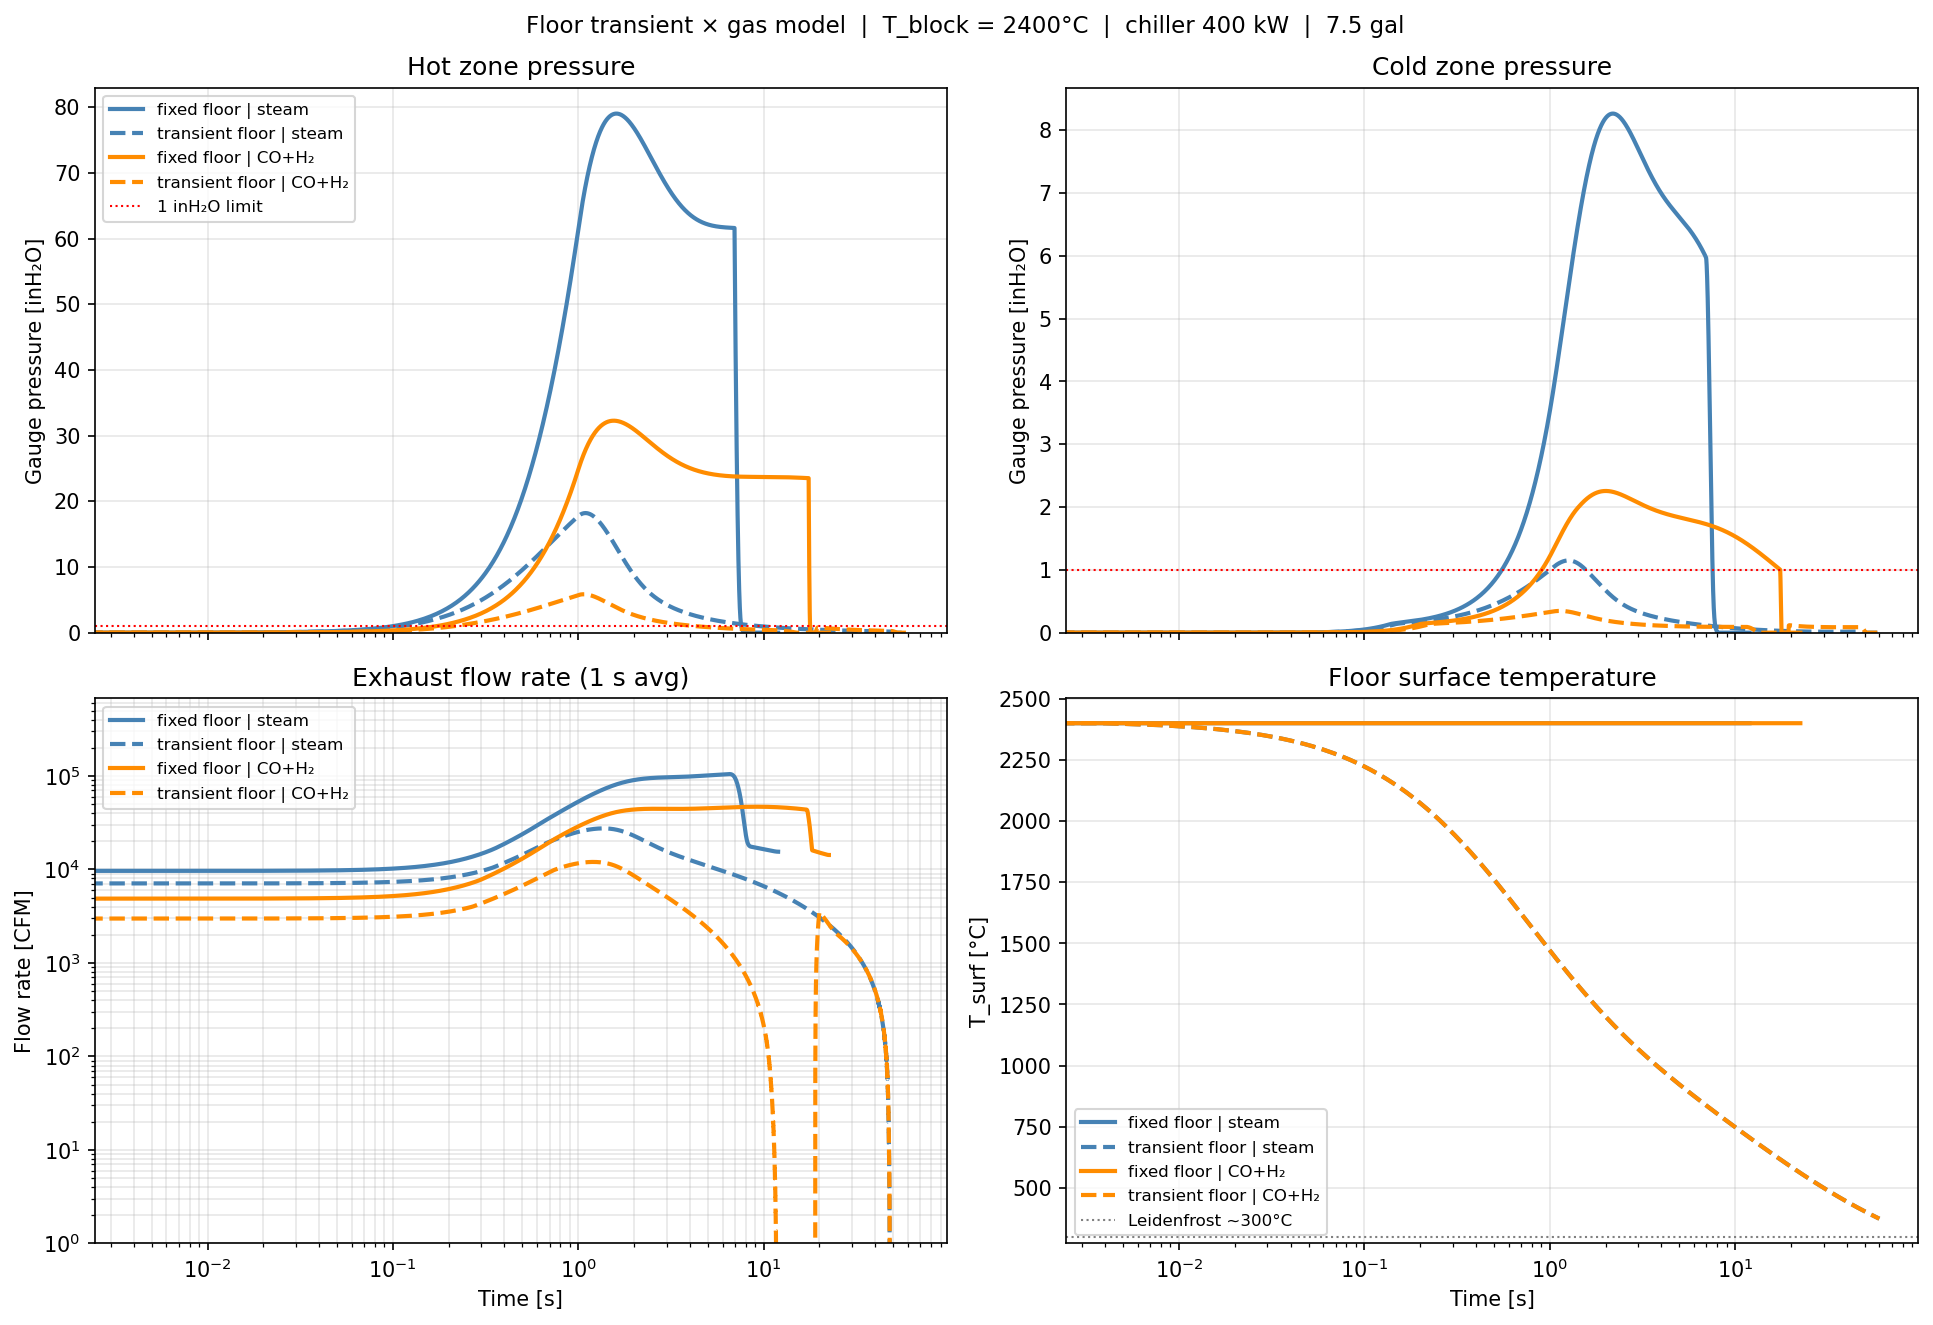 Floor transient × gas model | T_block = 2400°C | chiller 400 kW | 7.5 gal
Hot zone pressure
Gauge pressure [inH₂O]
80
70
60
50
40
30
20
10
0
fixed floor | steam
transient floor | steam
fixed floor | CO+H₂
transient floor | CO+H₂
1 inH₂O limit
Cold zone pressure
Gauge pressure [inH₂O]
8
7
6
5
4
3
2
1
0
Exhaust flow rate (1 s avg)
Flow rate [CFM]
10⁵
10⁴
10³
10²
10¹
10⁰
fixed floor | steam
transient floor | steam
fixed floor | CO+H₂
transient floor | CO+H₂
10⁻² 10⁻¹ 10⁰ 10¹
Time [s]
Floor surface temperature
T_surf [°C]
2500
2250
2000
1750
1500
1250
1000
750
500
fixed floor | steam
transient floor | steam
fixed floor | CO+H₂
transient floor | CO+H₂
Leidenfrost ~300°C
10⁻² 10⁻¹ 10⁰ 10¹
Time [s]